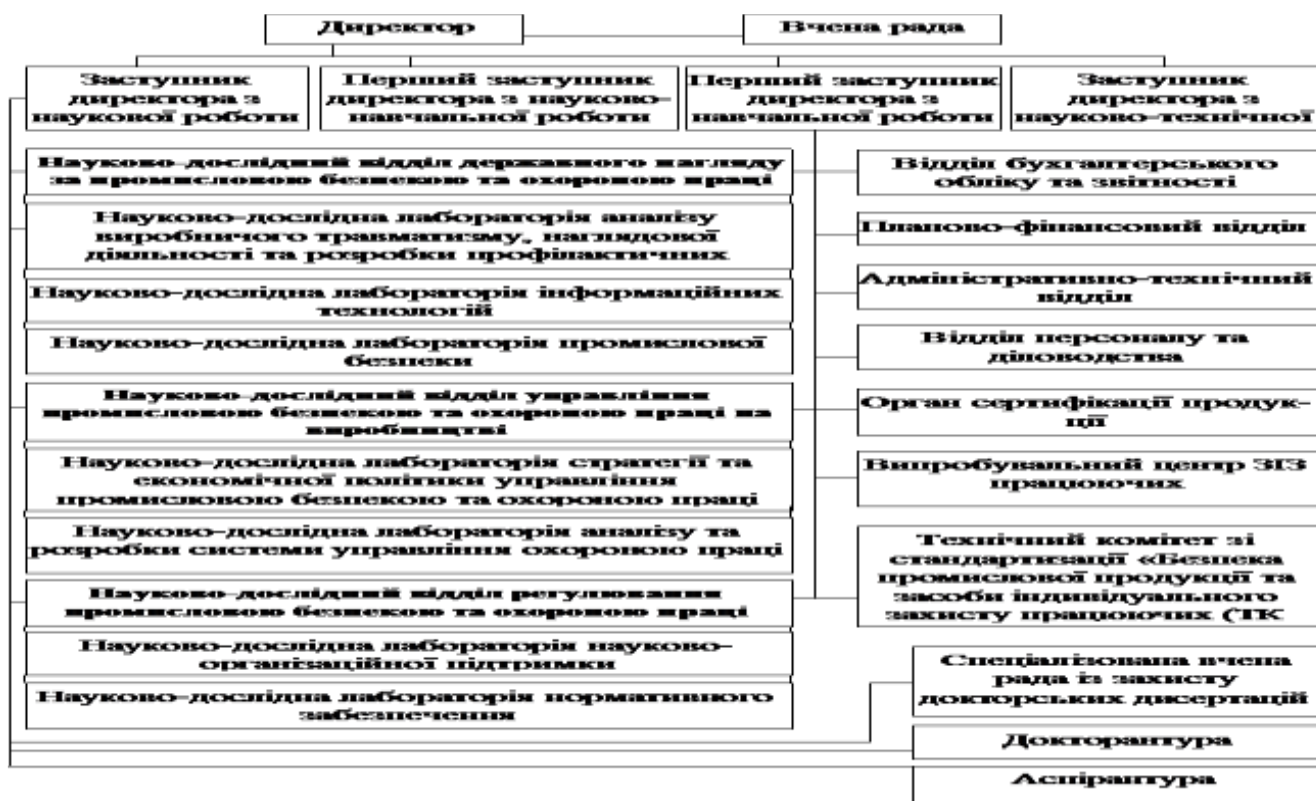 Директор
Вчена рада
Заступник
директора з
наукової роботи
Перший заступник
директора з науково-
навчальної роботи
Перший заступник
директора з
навчальної роботи
Заступник
директора з
науково-технічної
Науково-дослідний відділ державного нагляду
за промисловою безпекою та охороною праці
Науково-дослідна лабораторія аналізу
виробничого травматизму, наглядової
діяльності та розробки профілактичних
Науково-дослідна лабораторія інформаційних
технологій
Науково-дослідна лабораторія промислової
безпеки
Науково-дослідний відділ управління
промисловою безпекою та охороною праці на
виробництві
Науково-дослідна лабораторія стратегії та
економічної політики управління
промисловою безпекою та охороною праці
Науково-дослідна лабораторія аналізу та
розробки системи управління охороною праці
Науково-дослідний відділ регулювання
промисловою безпекою та охороною праці
Науково-дослідна лабораторія науково-
організаційної підтримки
Науково-дослідна лабораторія нормативного
забезпечення
Відділ бухгалтерського
обліку та звітності
Планово-фінансовий відділ
Адміністративно-технічний
відділ
Відділ персоналу та
діловодства
Орган сертифікації продук-
ції
Випробувальний центр ЗІЗ
працюючих
Технічний комітет зі
стандартизації «Безпека
промислової продукції та
засоби індивідуального
захисту працюючих (ТК
Спеціалізована вчена
рада із захисту
докторських дисертацій
Докторантура
Аспірантура